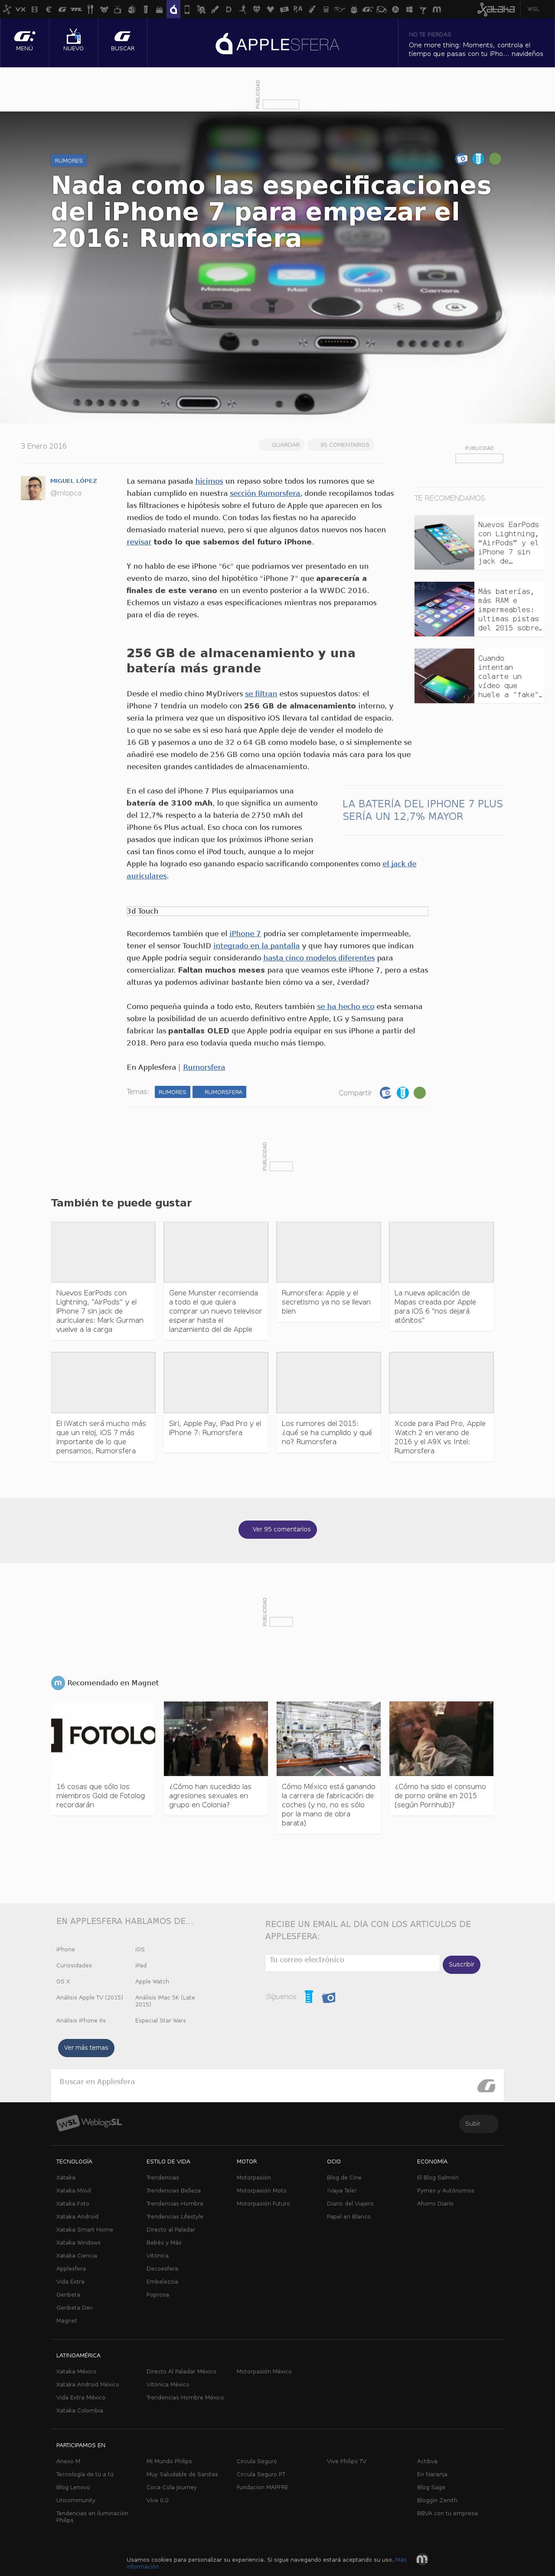 WSL
MENÚ
NUEVO
BUSCAR
APPLESFERA
NO TE PIERDAS
One more thing: Moments, controla el
tiempo que pasas con tu iPho... navideños
PUBLICIDAD
RUMORES
Nada como las especificaciones
del iPhone 7 para empezar el
2016: Rumorsfera
3 Enero 2016
GUARDAR
95 COMENTARIOS
PUBLICIDAD
MIGUEL LÓPEZ
@mlopca
La semana pasada hicimos un repaso sobre todos los rumores que se
habían cumplido en nuestra sección Rumorsfera, donde recopilamos todas
las filtraciones e hipótesis sobre el futuro de Apple que aparecen en los
medios de todo el mundo. Con todas las fiestas no ha aparecido
demasiado material nuevo, pero sí algunos datos nuevos nos hacen
revisar todo lo que sabemos del futuro iPhone.
Y no hablo de ese iPhone "6c" que podríamos ver presentado en un
evento de marzo, sino del hipotético "iPhone 7" que aparecería a
finales de este verano en un evento posterior a la WWDC 2016.
Echemos un vistazo a esas especificaciones mientras nos preparamos
para el día de reyes.
TE RECOMENDAMOS
Nuevos EarPods
con Lightning,
"AirPods" y el
iPhone 7 sin
jack de…
Más baterías,
más RAM e
impermeables:
últimas pistas
del 2015 sobre…
Cuando
intentan
colarte un
vídeo que
huele a "fake"…
256 GB de almacenamiento y una
batería más grande
Desde el medio chino MyDrivers se filtran estos supuestos datos: el
iPhone 7 tendría un modelo con 256 GB de almacenamiento interno, y
sería la primera vez que un dispositivo iOS llevara tal cantidad de espacio.
Lo que no se sabe es si eso hará que Apple deje de vender el modelo de
16 GB y pasemos a uno de 32 o 64 GB como modelo base, o si simplemente se
añadiré ese modelo de 256 GB como una opción todavía más cara para los que
necesiten grandes cantidades de almacenamiento.
En el caso del iPhone 7 Plus equipararíamos una
batería de 3100 mAh, lo que significa un aumento
del 12,7% respecto a la batería de 2750 mAh del
iPhone 6s Plus actual. Eso choca con los rumores
pasados que indican que los próximos iPhone serían
casi tan finos como el iPod touch, aunque a lo mejor
Apple ha logrado eso ganando espacio sacrificando componentes como el jack de
auriculares.
LA BATERÍA DEL IPHONE 7 PLUS
SERÍA UN 12,7% MAYOR
3d Touch
Recordemos también que el iPhone 7 podría ser completamente impermeable,
tener el sensor TouchID integrado en la pantalla y que hay rumores que indican
que Apple podría seguir considerando hasta cinco modelos diferentes para
comercializar. Faltan muchos meses para que veamos este iPhone 7, pero a estas
alturas ya podemos adivinar bastante bien cómo va a ser, ¿verdad?
Como pequeña guinda a todo esto, Reuters también se ha hecho eco esta semana
sobre la posibilidad de un acuerdo definitivo entre Apple, LG y Samsung para
fabricar las pantallas OLED que Apple podría equipar en sus iPhone a partir del
2018. Pero para eso todavía queda mucho más tiempo.
En Applesfera | Rumorsfera
Temas:
RUMORES
RUMORSFERA
Compartir
PUBLICIDAD
También te puede gustar
Nuevos EarPods con
Lightning, "AirPods" y el
iPhone 7 sin jack de
auriculares: Mark Gurman
vuelve a la carga
Gene Munster recomienda
a todo el que quiera
comprar un nuevo televisor
esperar hasta el
lanzamiento del de Apple
Rumorsfera: Apple y el
secretismo ya no se llevan
bien
La nueva aplicación de
Mapas creada por Apple
para iOS 6 "nos dejará
atónitos"
El iWatch será mucho más
que un reloj, iOS 7 más
importante de lo que
pensamos, Rumorsfera
Siri, Apple Pay, iPad Pro y el
iPhone 7: Rumorsfera
Los rumores del 2015:
¿qué se ha cumplido y qué
no? Rumorsfera
Xcode para iPad Pro, Apple
Watch 2 en verano de
2016 y el A9X vs Intel:
Rumorsfera
Ver 95 comentarios
PUBLICIDAD
Recomendado en Magnet
FOTOLO
16 cosas que sólo los
miembros Gold de Fotolog
recordarán
¿Cómo han sucedido las
agresiones sexuales en
grupo en Colonia?
Cómo México está ganando
la carrera de fabricación de
coches (y no, no es sólo
por la mano de obra
barata)
¿Cómo ha sido el consumo
de porno online en 2015
(según Pornhub)?
EN APPLESFERA HABLAMOS DE...
iPhone
iOS
Curiosidades
iPad
OS X
Apple Watch
Análisis Apple TV (2015)
Análisis iMac 5K (Late
2015)
Análisis iPhone 6s
Especial Star Wars
Ver más temas
RECIBE UN EMAIL AL DÍA CON LOS ARTÍCULOS DE
APPLESFERA:
Tu correo electrónico
Suscribir
Síguenos
Buscar en Applesfera
WSL WeblogsSL
Subir
TECNOLOGÍA
Xataka
Xataka Móvil
Xataka Foto
Xataka Android
Xataka Smart Home
Xataka Windows
Xataka Ciencia
Applesfera
Vida Extra
Genbeta
Genbeta Dev
Magnet
ESTILO DE VIDA
Trendencias
Trendencias Belleza
Trendencias Hombre
Trendencias Lifestyle
Directo al Paladar
Bebés y Más
Vitónica
Decoesfera
Embelezzia
Poprosa
MOTOR
Motorpasión
Motorpasión Moto
Motorpasión Futuro
OCIO
Blog de Cine
¡Vaya Tele!
Diario del Viajero
Papel en Blanco
ECONOMÍA
El Blog Salmón
Pymes y Autónomos
Ahorro Diario
LATINOAMÉRICA
Xataka México
Xataka Android México
Vida Extra México
Xataka Colombia
Directo Al Paladar México
Vitónica México
Trendencias Hombre México
Motorpasión México
PARTICIPAMOS EN
Anexo M
Tecnología de tú a tú
Blog Lenovo
Uncommunity
Tendencias en Iluminación
Philips
Mi Mundo Philips
Muy Saludable de Sanitas
Coca-Cola Journey
Vive 0,0
Circula Seguro
Circula Seguro PT
Fundacion MAPFRE
Vive Philips TV
Actibva
En Naranja
Blog Sage
Bloggin Zenith
BBVA con tu empresa
Usamos cookies para personalizar su experiencia. Si sigue navegando estará aceptando su uso. Más
información